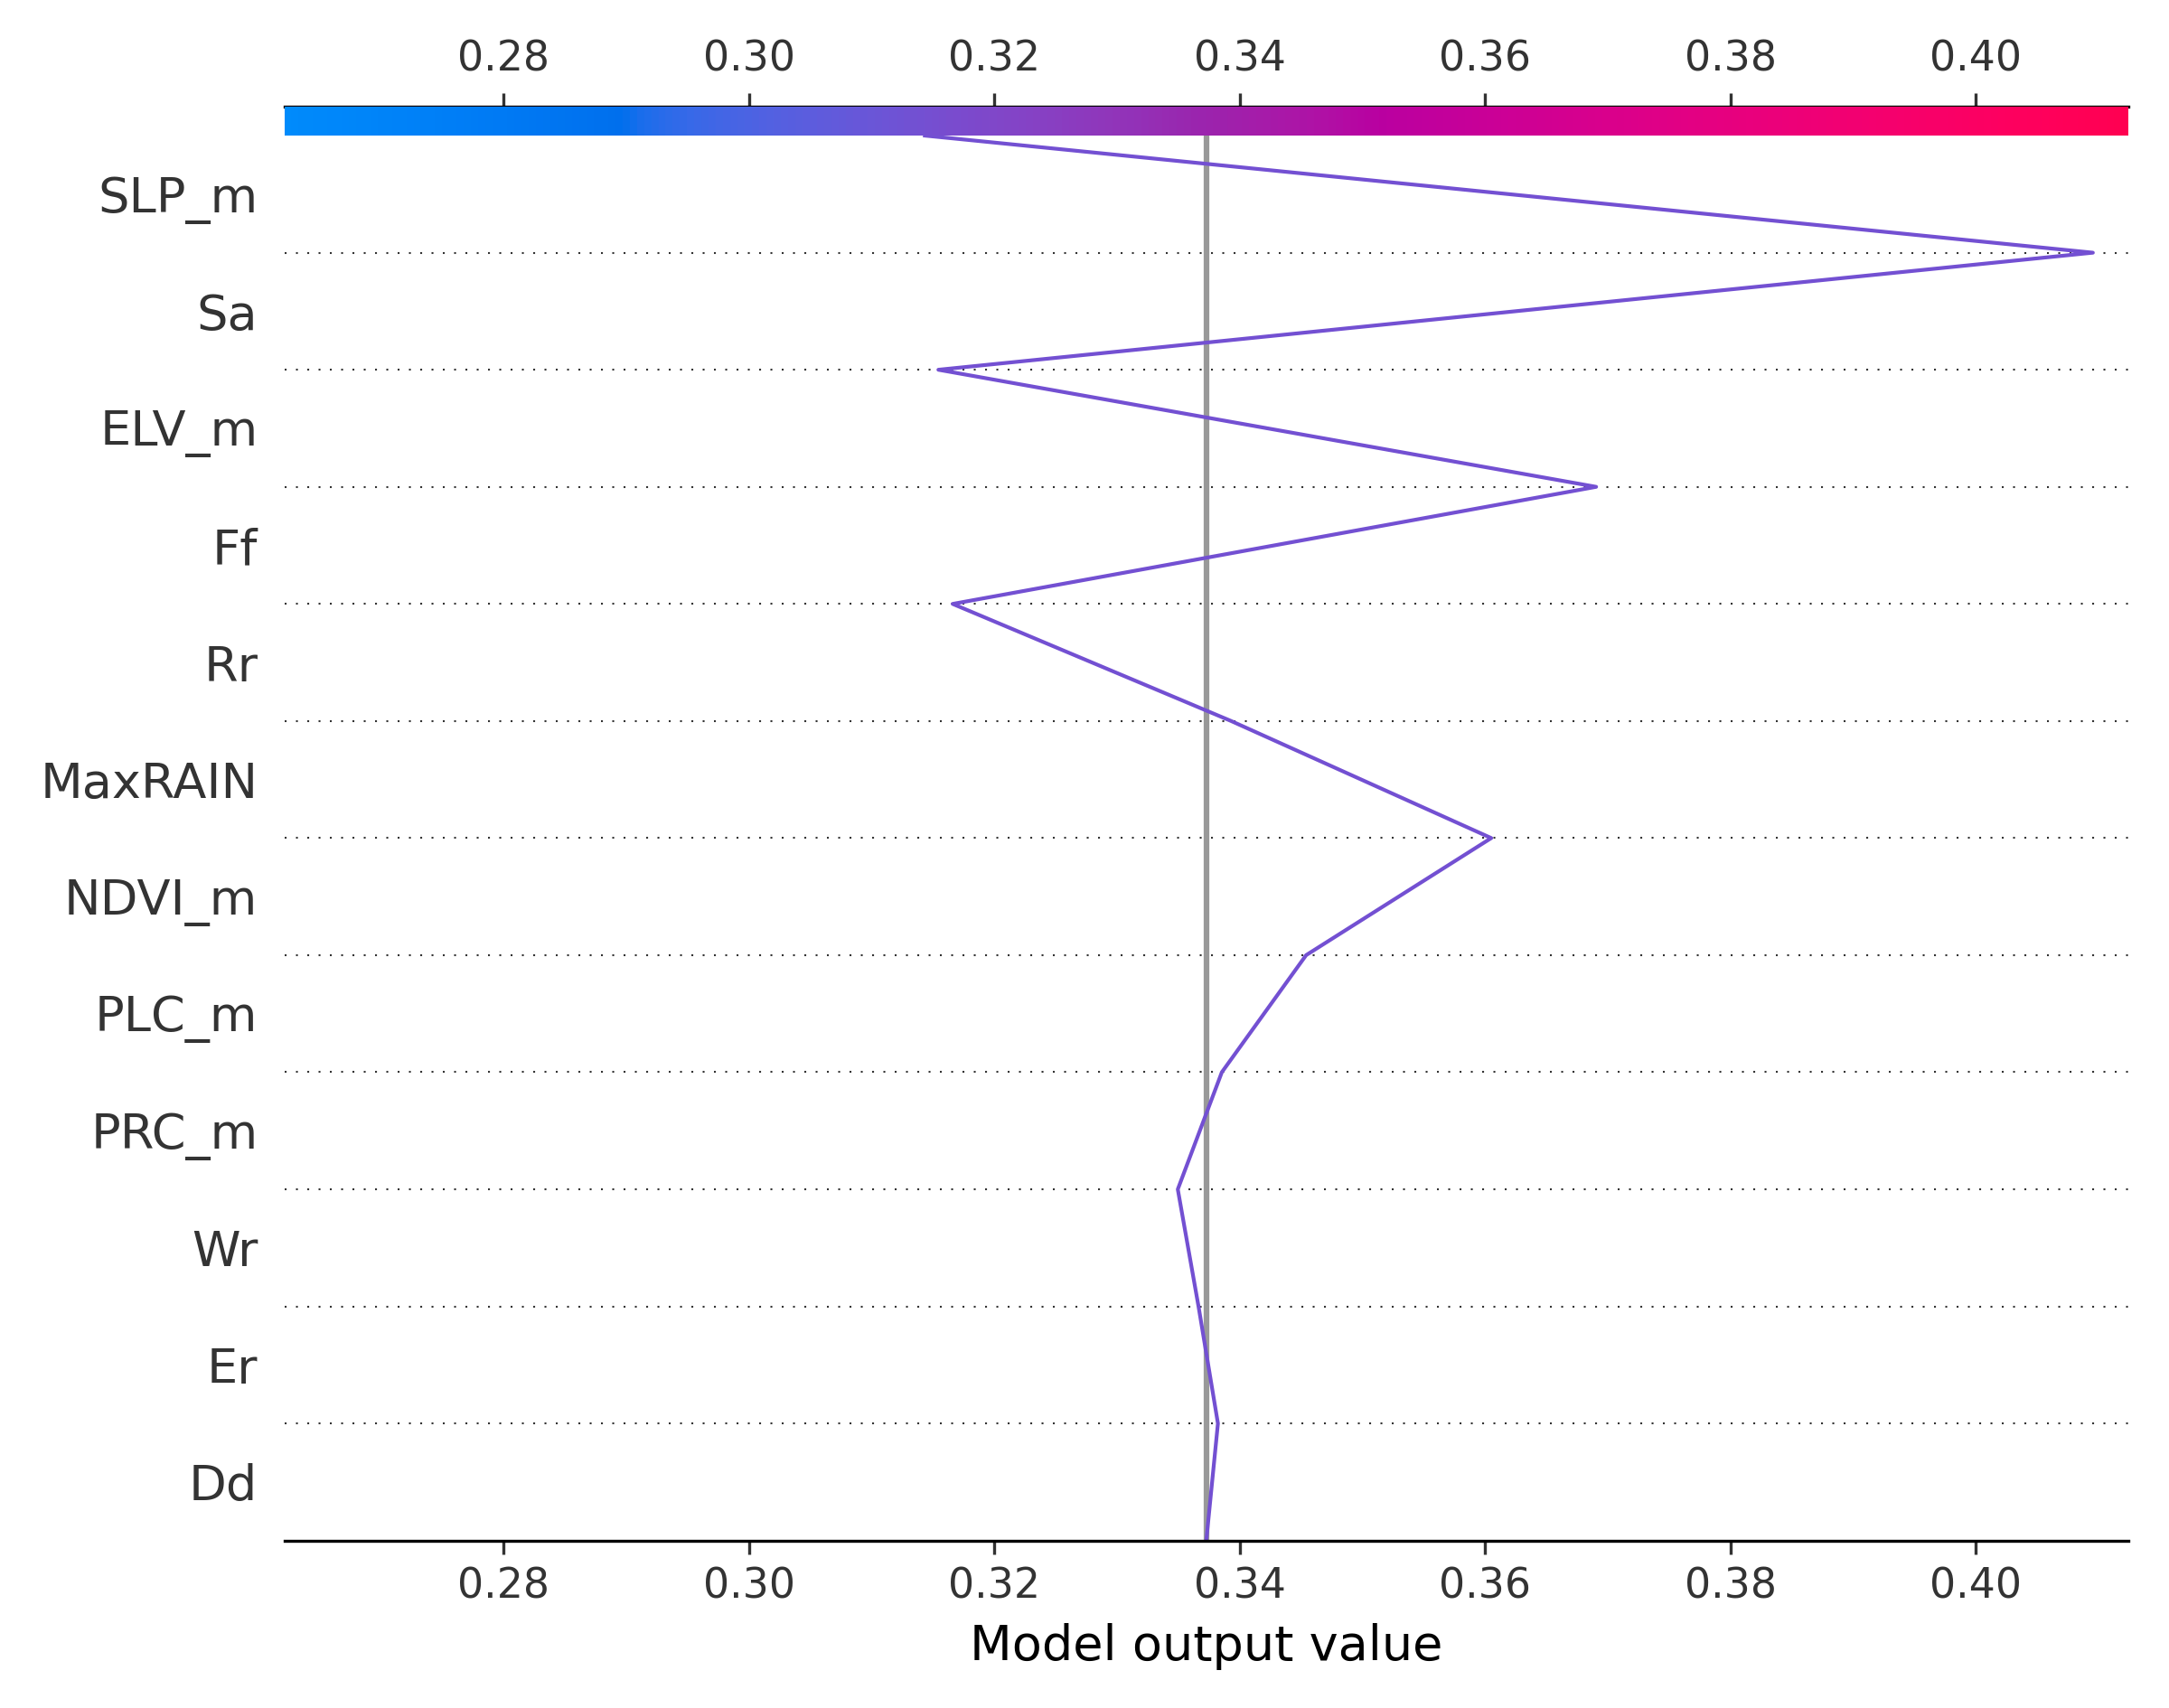 0.28 0.30 0.32 0.34 0.36 0.38 0.40
SLP_m
Sa
ELV_m
Ff
Rr
MaxRAIN
NDVI_m
PLC_m
PRC_m
Wr
Er
Dd
0.28 0.30 0.32 0.34 0.36 0.38 0.40
Model output value